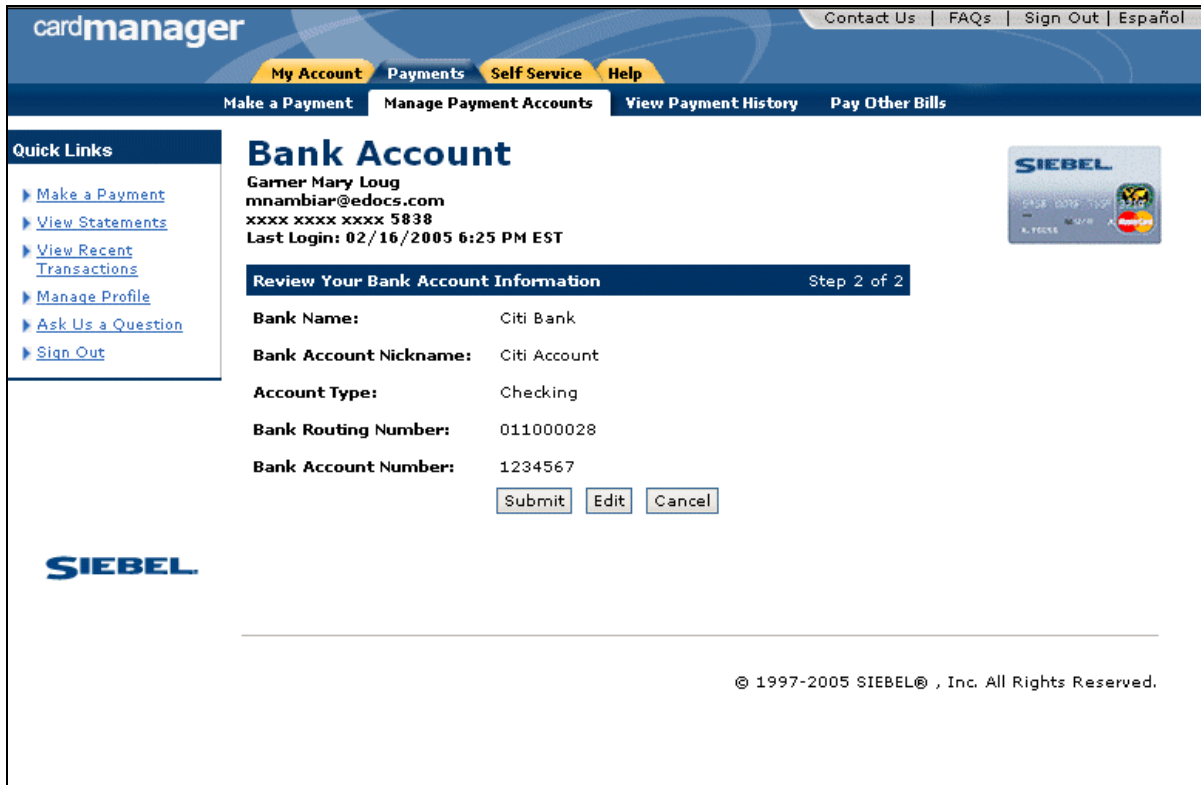 cardmanager
Contact Us | FAQs | Sign Out | Español
My Account Payments Self Service Help
Make a Payment Manage Payment Accounts View Payment History Pay Other Bills
Quick Links
Make a Payment
View Statements
View Recent
Transactions
Manage Profile
Ask Us a Question
Sign Out
Bank Account
Garner Mary Loug
mnambiar@edocs.com
xxxx xxxx xxxx 5838
Last Login: 02/16/2005 6:25 PM EST
SIEBEL.
Review Your Bank Account Information Step 2 of 2
Bank Name: Citi Bank
Bank Account Nickname: Citi Account
Account Type: Checking
Bank Routing Number: 011000028
Bank Account Number: 1234567
Submit Edit Cancel
SIEBEL.
© 1997-2005 SIEBEL® , Inc. All Rights Reserved.